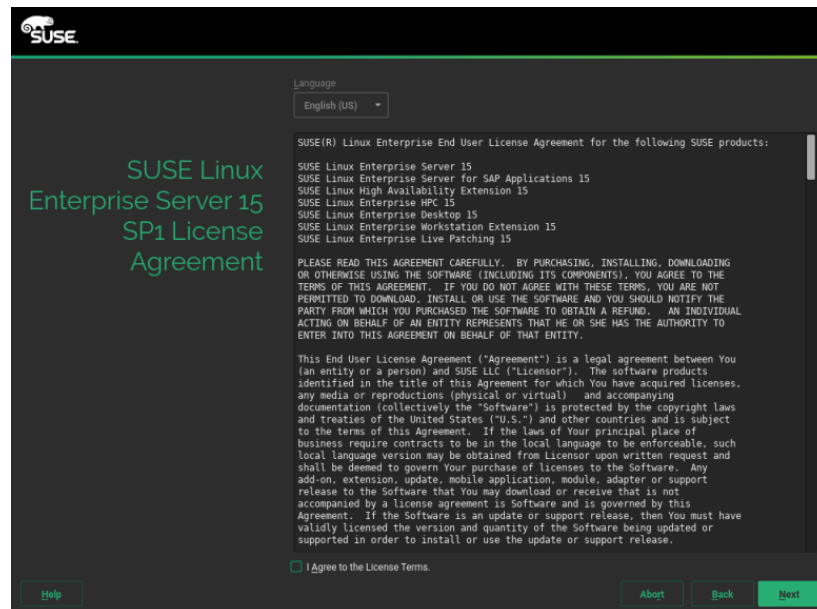 SUSE.
Language
English (US)
SUSE Linux
Enterprise Server 15
SP1 License
Agreement
SUSE(R) Linux Enterprise End User License Agreement for the following SUSE products:
SUSE Linux Enterprise Server 15
SUSE Linux Enterprise Server for SAP Applications 15
SUSE Linux High Availability Extension 15
SUSE Linux Enterprise HPC 15
SUSE Linux Enterprise Desktop 15
SUSE Linux Enterprise Workstation Extension 15
SUSE Linux Enterprise Live Patching 15
PLEASE READ THIS AGREEMENT CAREFULLY. BY PURCHASING, INSTALLING, DOWNLOADING
OR OTHERWISE USING THE SOFTWARE (INCLUDING ITS COMPONENTS), YOU AGREE TO THE
TERMS OF THIS AGREEMENT. IF YOU DO NOT AGREE WITH THESE TERMS, YOU ARE NOT
PERMITTED TO DOWNLOAD, INSTALL OR USE THE SOFTWARE AND YOU SHOULD NOTIFY THE
PARTY FROM WHICH YOU PURCHASED THE SOFTWARE TO OBTAIN A REFUND. AN INDIVIDUAL
ACTING ON BEHALF OF AN ENTITY REPRESENTS THAT HE OR SHE HAS THE AUTHORITY TO
ENTER INTO THIS AGREEMENT ON BEHALF OF THAT ENTITY.
This End User License Agreement ("Agreement") is a legal agreement between You
(an entity or a person) and SUSE LLC ("Licensor"). The software products
identified in the title of this Agreement for which You have acquired licenses,
any media or reproductions (physical or virtual) and accompanying
documentation (collectively the "Software") is protected by the copyright laws
and treaties of the United States ("U.S.") and other countries and is subject
to the terms of this Agreement. If the laws of Your principal place of
business require contracts to be in the local language to be enforceable, such
local language version may be obtained from Licensor upon written request and
shall be deemed to govern Your purchase of licenses to the Software. Any
add-on, extension, update, mobile application, module, adapter or support
release to the Software that You may download or receive that is not
accompanied by a license agreement is Software and is governed by this
Agreement. If the Software is an update or support release, then You must have
validly licensed the version and quantity of the Software being updated or
supported in order to install or use the update or support release.
I Agree to the License Terms.
Help
Abort
Back
Next